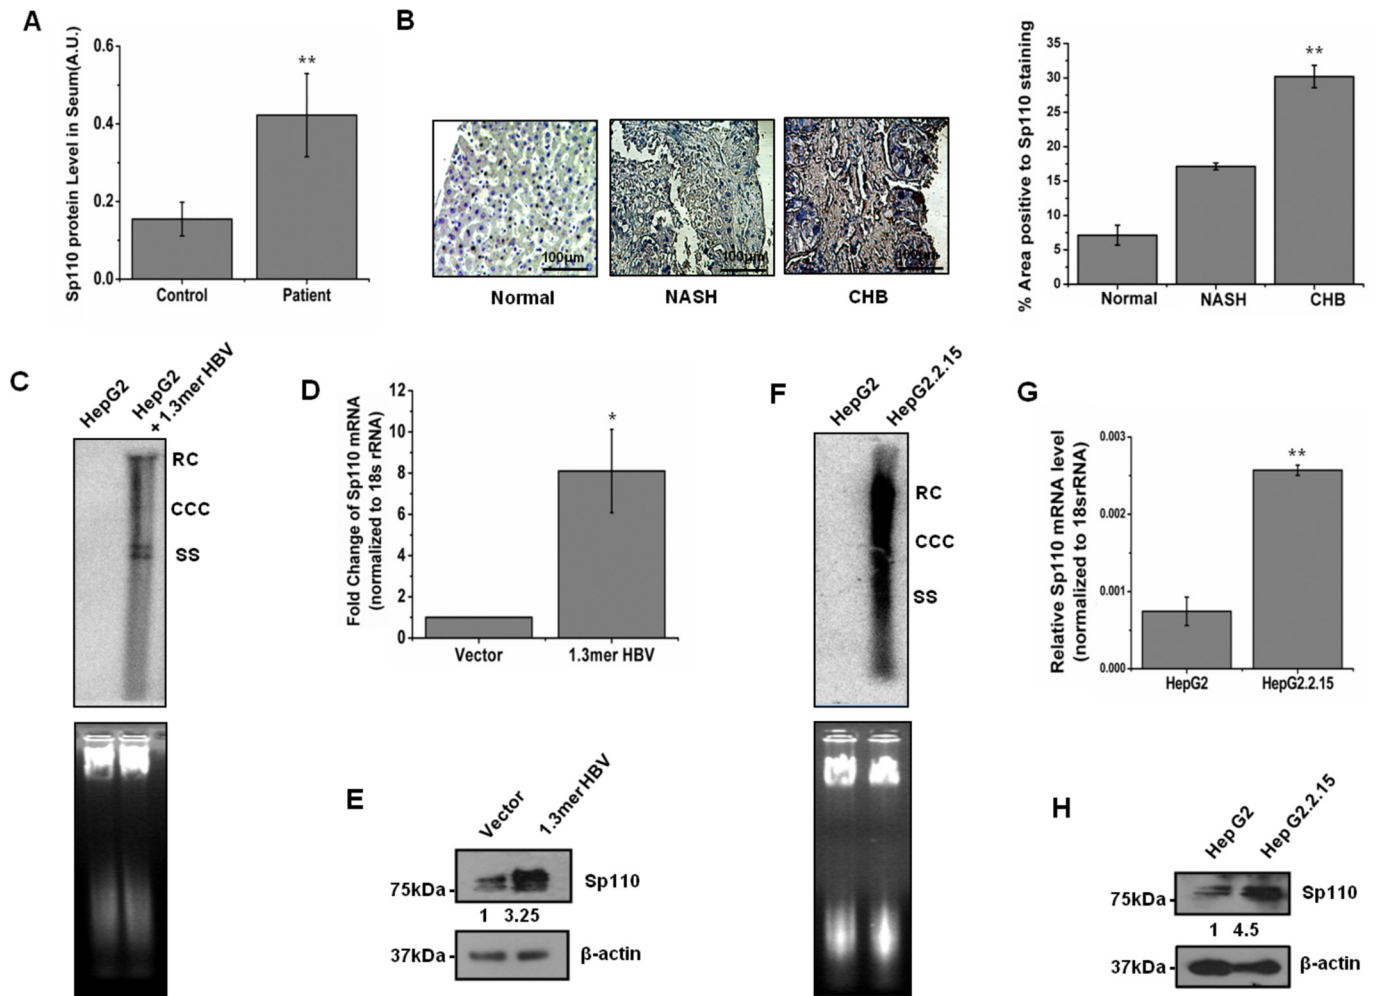 A
Sp110 protein Level in Seum(A.U.)
0.6
0.4
0.2
0.0
**
Control
Patient
B
100µm
100µm
100µm
Normal
NASH
CHB
% Area positive to Sp110 staining
35
30
25
20
15
10
5
0
**
Normal
NASH
CHB
C
HepG2
HepG2
+ 1.3mer HBV
RC
CCC
SS
D
Fold Change of Sp110 mRNA
(normalized to 18s rRNA)
12
10
8
6
4
2
0
*
Vector
1.3mer HBV
E
Vector
1.3mer HBV
75kDa
Sp110
1 3.25
37kDa
β-actin
F
HepG2
HepG2.2.15
RC
CCC
SS
G
Relative Sp110 mRNA level
(normalized to 18srRNA)
0.003
0.002
0.001
0.000
**
HepG2
HepG2.2.15
H
Hep G2
Hep G2.2.15
75kDa
Sp110
1 4.5
37kDa
β-actin